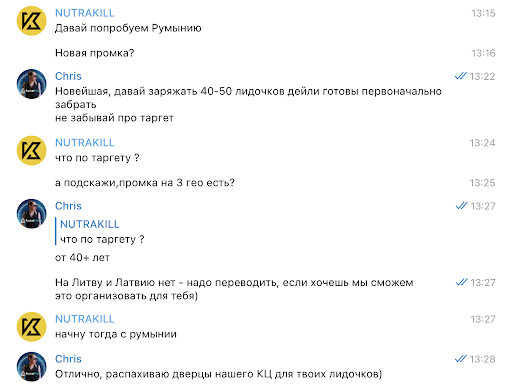 NUTRAKILL 13:15
Давай попробуем Румынию
Новая промка? 13:16
Chris 13:22
Новейшая, давай заряжать 40-50 лидочков дейли готовы первоначально
забрать
не забывай про таргет
NUTRAKILL 13:24
что по таргету ?
а подскажи,промка на 3 гео есть? 13:25
Chris 13:27
NUTRAKILL
что по таргету ?
от 40+ лет
На Литву и Латвию нет - надо переводить, если хочешь мы сможем 13:27
это организовать для тебя)
NUTRAKILL 13:27
начну тогда с румынии
Chris 13:28
Отлично, распахиваю дверцы нашего КЦ для твоих лидочков)